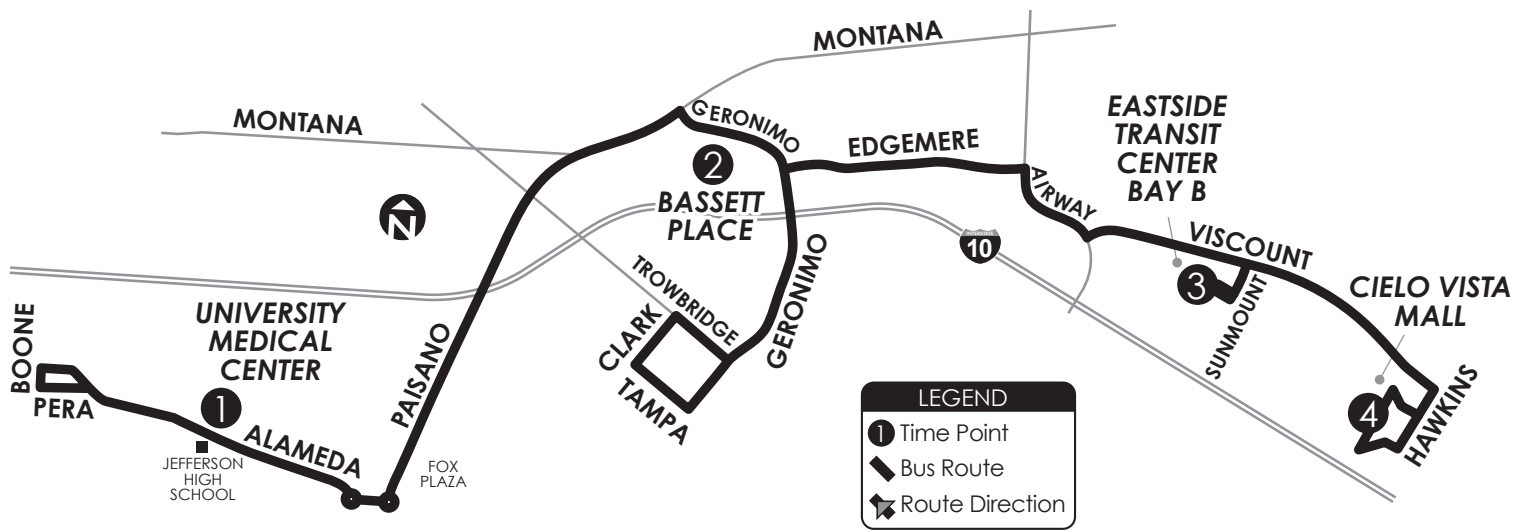 MONTANA
MONTANA
GERONIMO
EDGEMERE
AIRWAY
EASTSIDE
TRANSIT
CENTER
BAY B
VISCOUNT
2
BASSETT
PLACE
N
INTERSTATE
10
3
SUNMOUNT
CIELO VISTA
MALL
4
HAWKINS
TROWBRIDGE
GERONIMO
CLARK
TAMPA
UNIVERSITY
MEDICAL
CENTER
1
BOONE
PERA
PAISANO
ALAMEDA
JEFFERSON
HIGH
SCHOOL
FOX
PLAZA
LEGEND
1 Time Point
Bus Route
Route Direction